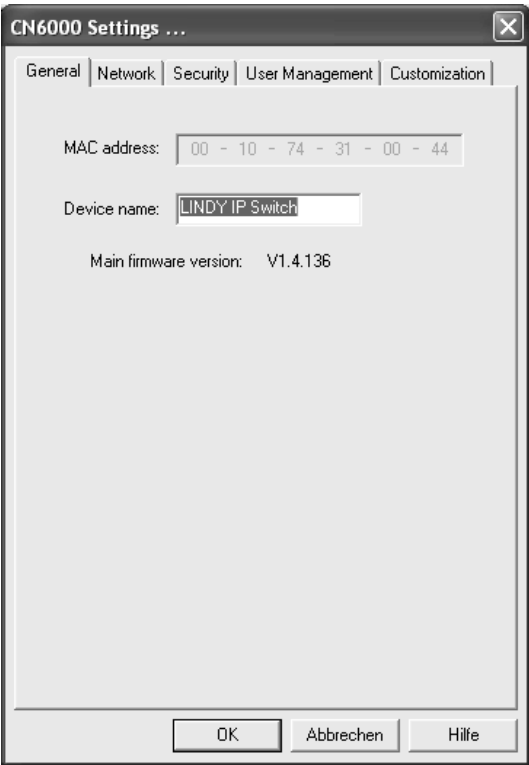 CN6000 Settings ...
General Network Security User Management Customization
MAC address: 00 - 10 - 74 - 31 - 00 - 44
Device name: LINDY IP Switch
Main firmware version: V1.4.136
OK Abbrechen Hilfe